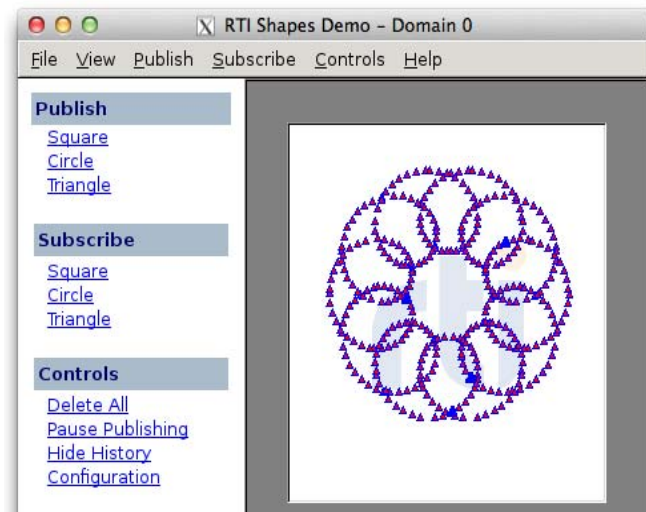 RTI Shapes Demo – Domain 0
File View Publish Subscribe Controls Help
Publish
Square
Circle
Triangle
Subscribe
Square
Circle
Triangle
Controls
Delete All
Pause Publishing
Hide History
Configuration
rti